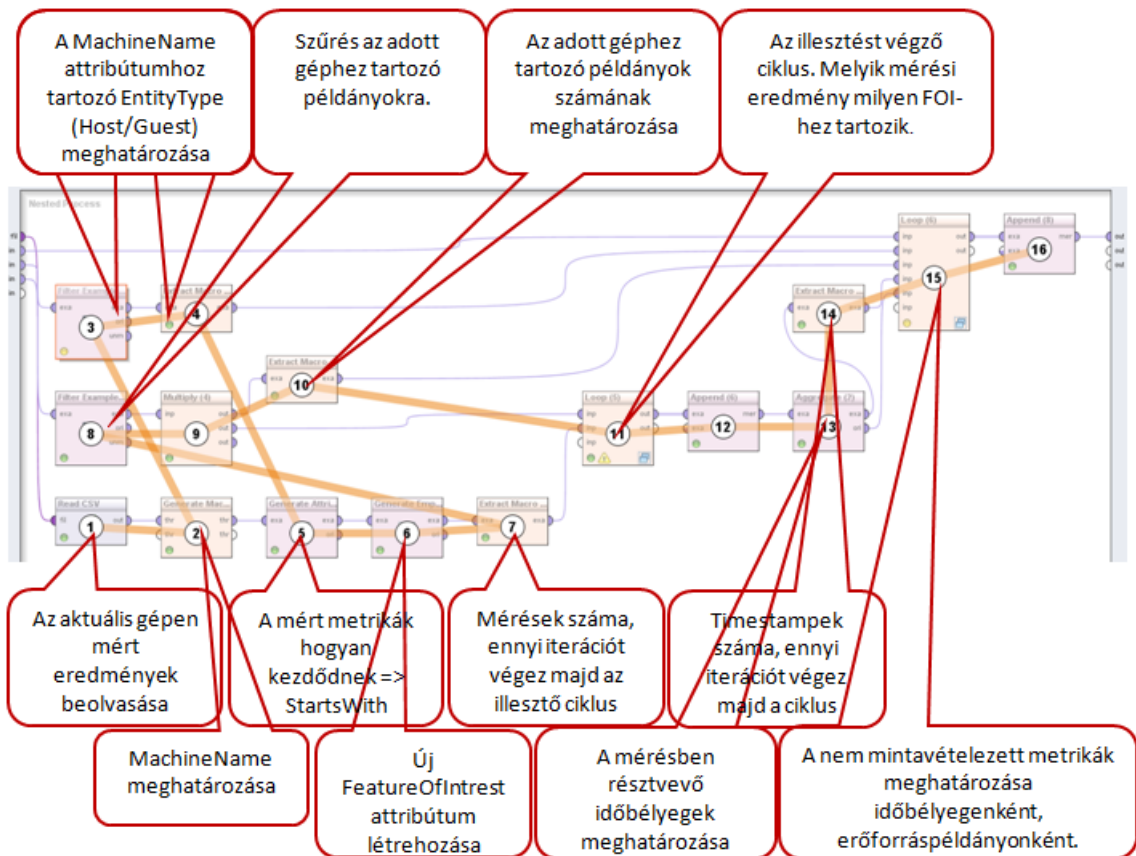 A MachineName
attribútumhoz
tartozó EntityType
(Host/Guest)
meghatározása
Szűrés az adott
géphez tartozó
példányokra.
Az adott géphez
tartozó példányok
számának
meghatározása
Az illesztést végző
ciklus. Melyik mérési
eredmény milyen FOI-
hez tartozik.
Nested Process
Loop (6)
Append (8)
inp out exa mer out
16
15
Filter Example...
Extract Macro ...
3
4
Extract Macro ...
14
Extract Macro ...
10
Filter Example...
Multiply (4)
Loop (5)
Append (6)
Aggregate (2)
8
9
11
12
13
Read CSV
Generate Mac...
Generate Attri...
Generate Emp...
Extract Macro ...
1
2
5
6
7
Az aktuális gépen
mért
eredmények
beolvasása
A mért metrikák
hogyan
kezdődnek =>
StartsWith
Mérések száma,
ennyi iterációt
végez majd az
illesztő ciklus
Timestampek
száma, ennyi
iterációt végez
majd a ciklus
MachineName
meghatározása
Új
FeatureOfIntrest
attribútum
létrehozása
A mérésben
résztvevő
időbélyegek
meghatározása
A nem mintavételezett metrikák
meghatározása
időbélyegenként,
erőforráspéldányonként.